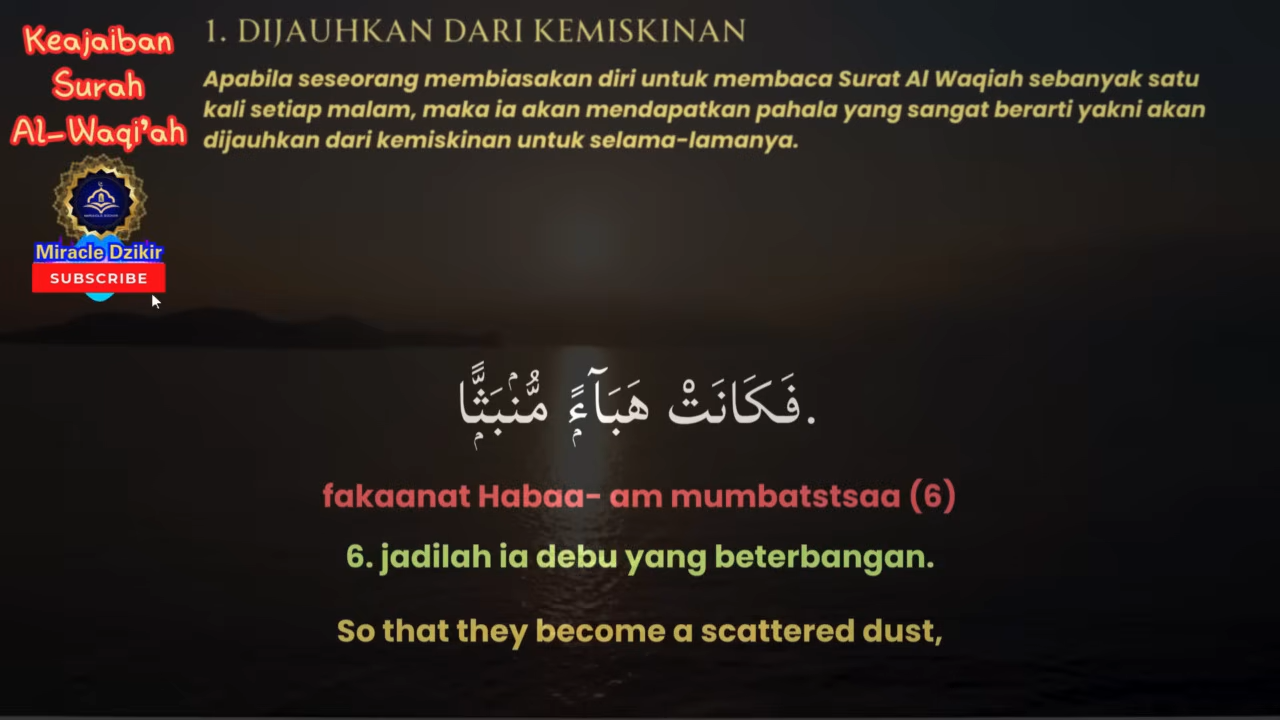 Keajaiban
Surah
Al-Waqi'ah
Miracle Dzikir
SUBSCRIBE
1. DIJAUHKAN DARI KEMISKINAN
Apabila seseorang membiasakan diri untuk membaca Surat Al Waqiah sebanyak satu
kali setiap malam, maka ia akan mendapatkan pahala yang sangat berarti yakni akan
dijauhkan dari kemiskinan untuk selama-lamanya.
فَكَانَتْ هَبَآءًۭ مُّنۢبَثًّۭا.
fakaanat Habaa- am mumbatstsaa (6)
6. jadilah ia debu yang beterbangan.
So that they become a scattered dust,